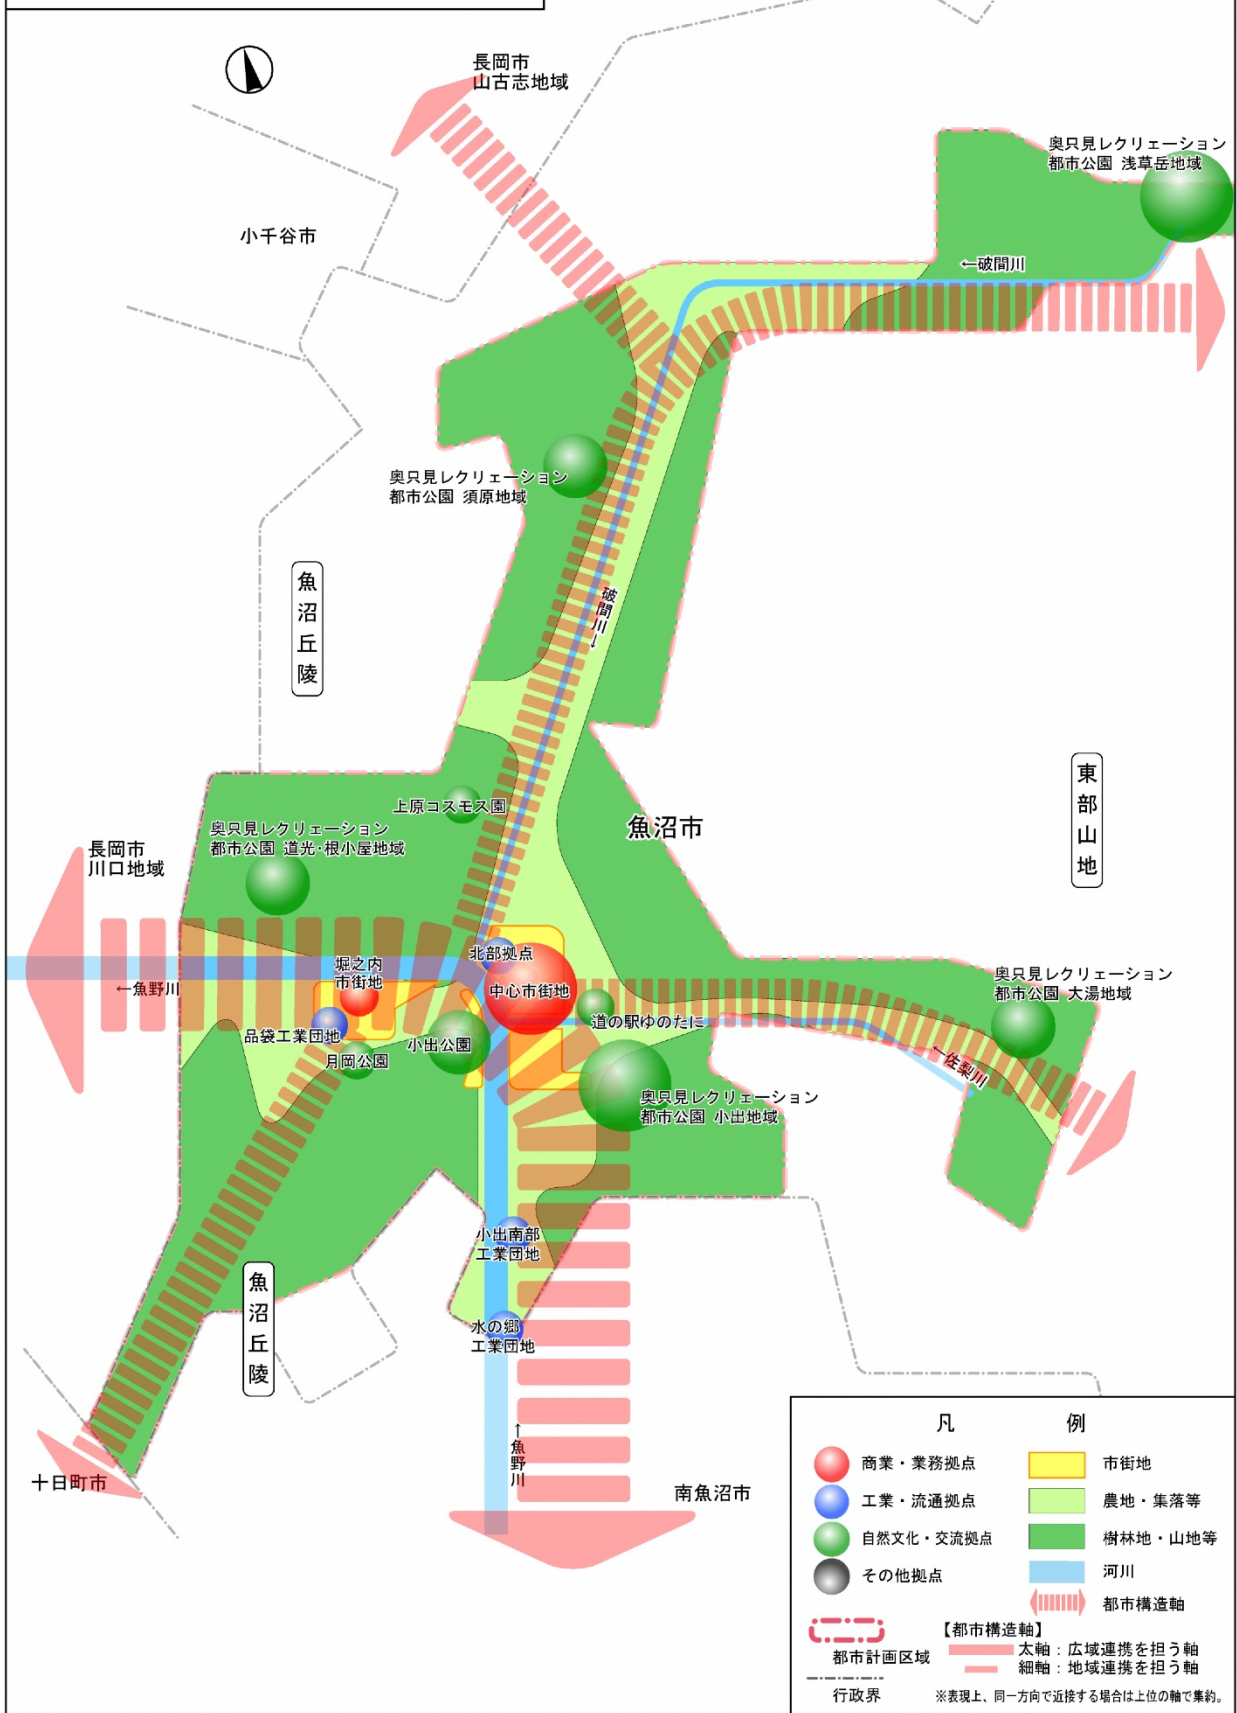 長岡市
山古志地域
奥只見レクリェーション
都市公園 浅草岳地域
小千谷市
←破間川
奥只見レクリェーション
都市公園 須原地域
魚沼丘陵
破間川→
東部山地
上原コスモス園
魚沼市
奥只見レクリェーション
都市公園 道光・根小屋地域
長岡市
川口地域
北部拠点
堀之内
市街地
中心市街地
←魚野川
奥只見レクリェーション
都市公園 大湯地域
道の駅ゆのたに
品袋工業団地
小出公園
月岡公園
←佐梨川
奥只見レクリェーション
都市公園 小出地域
小出南部
工業団地
魚沼丘陵
水の郷
工業団地
←魚野川
十日町市
南魚沼市
凡例
商業・業務拠点
工業・流通拠点
自然文化・交流拠点
その他拠点
都市計画区域
行政界
市街地
農地・集落等
樹林地・山地等
河川
都市構造軸
【都市構造軸】
太軸：広域連携を担う軸
細軸：地域連携を担う軸
※表現上、同一方向で近接する場合は上位の軸で集約。